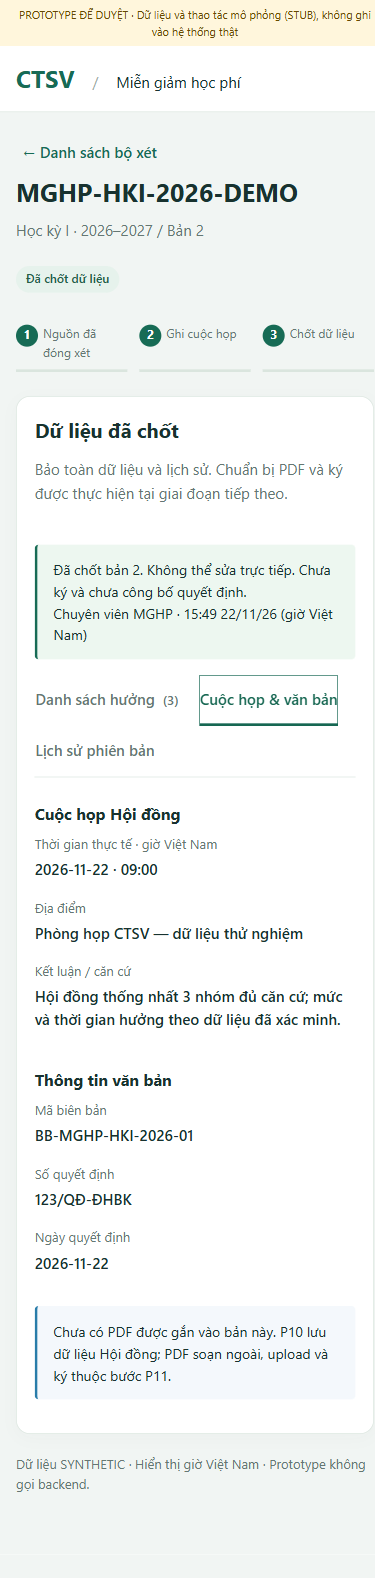 PROTOTYPE ĐỂ DUYỆT · Dữ liệu và thao tác mô phỏng (STUB), không ghi
vào hệ thống thật
CTSV / Miễn giảm học phí
← Danh sách bộ xét
MGHP-HKI-2026-DEMO
Học kỳ I · 2026–2027 / Bản 2
Đã chốt dữ liệu
1 Nguồn đã
đóng xét
2 Ghi cuộc họp
3 Chốt dữ liệu
Dữ liệu đã chốt
Bảo toàn dữ liệu và lịch sử. Chuẩn bị PDF và ký
được thực hiện tại giai đoạn tiếp theo.
Đã chốt bản 2. Không thể sửa trực tiếp. Chưa
ký và chưa công bố quyết định.
Chuyên viên MGHP · 15:49 22/11/26 (giờ Việt
Nam)
Danh sách hưởng (3) Cuộc họp & văn bản
Lịch sử phiên bản
Cuộc họp Hội đồng
Thời gian thực tế · giờ Việt Nam
2026-11-22 · 09:00
Địa điểm
Phòng họp CTSV — dữ liệu thử nghiệm
Kết luận / căn cứ
Hội đồng thống nhất 3 nhóm đủ căn cứ; mức
và thời gian hưởng theo dữ liệu đã xác minh.
Thông tin văn bản
Mã biên bản
BB-MGHP-HKI-2026-01
Số quyết định
123/QĐ-ĐHBK
Ngày quyết định
2026-11-22
Chưa có PDF được gắn vào bản này. P10 lưu
dữ liệu Hội đồng; PDF soạn ngoài, upload và
ký thuộc bước P11.
Dữ liệu SYNTHETIC · Hiển thị giờ Việt Nam · Prototype không
gọi backend.